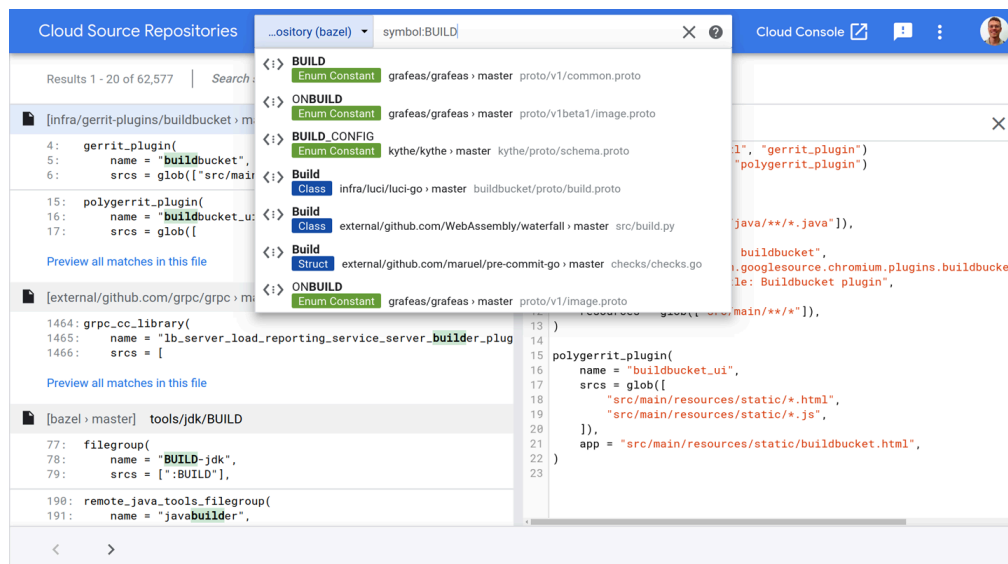 Cloud Source Repositories
...ository (bazel)
symbol:BUILD
Cloud Console
Results 1 - 20 of 62,577
Search
BUILD
Enum Constant grafeas/grafeas › master proto/v1/common.proto
ONBUILD
Enum Constant grafeas/grafeas › master proto/v1beta1/image.proto
BUILD_CONFIG
Enum Constant kythe/kythe › master kythe/proto/schema.proto
Build
Class infra/luci/luci-go › master buildbucket/proto/build.proto
Build
Class external/github.com/WebAssembly/waterfall › master src/build.py
Build
Struct external/github.com/maruel/pre-commit-go › master checks/checks.go
ONBUILD
Enum Constant grafeas/grafeas › master proto/v1/image.proto
[infra/gerrit-plugins/buildbucket ›
4: gerrit_plugin(
5: name = "buildbucket",
6: srcs = glob(["src/mai
15: polygerrit_plugin(
16: name = "buildbucket_u
17: srcs = glob([
Preview all matches in this file
[external/github.com/grpc/grpc ›
1464: grpc_cc_library(
1465: name = "lb_server_load_reporting_service_server_builder_plug
1466: srcs = [
Preview all matches in this file
[bazel › master] tools/jdk/BUILD
77: filegroup(
78: name = "BUILD-jdk",
79: srcs = [":BUILD"],
190: remote_java_tools_filegroup(
191: name = "javabuilder",
", "gerrit_plugin")
"polygerrit_plugin")
java/**/*.java"]),
buildbucket",
.googlesource.chromium.plugins.buildbucke
le: Buildbucket plugin",
main/**/*"]),
13 )
14
15 polygerrit_plugin(
16 name = "buildbucket_ui",
17 srcs = glob([
18 "src/main/resources/static/*.html",
19 "src/main/resources/static/*.js",
20 ]),
21 app = "src/main/resources/static/buildbucket.html",
22 )
23